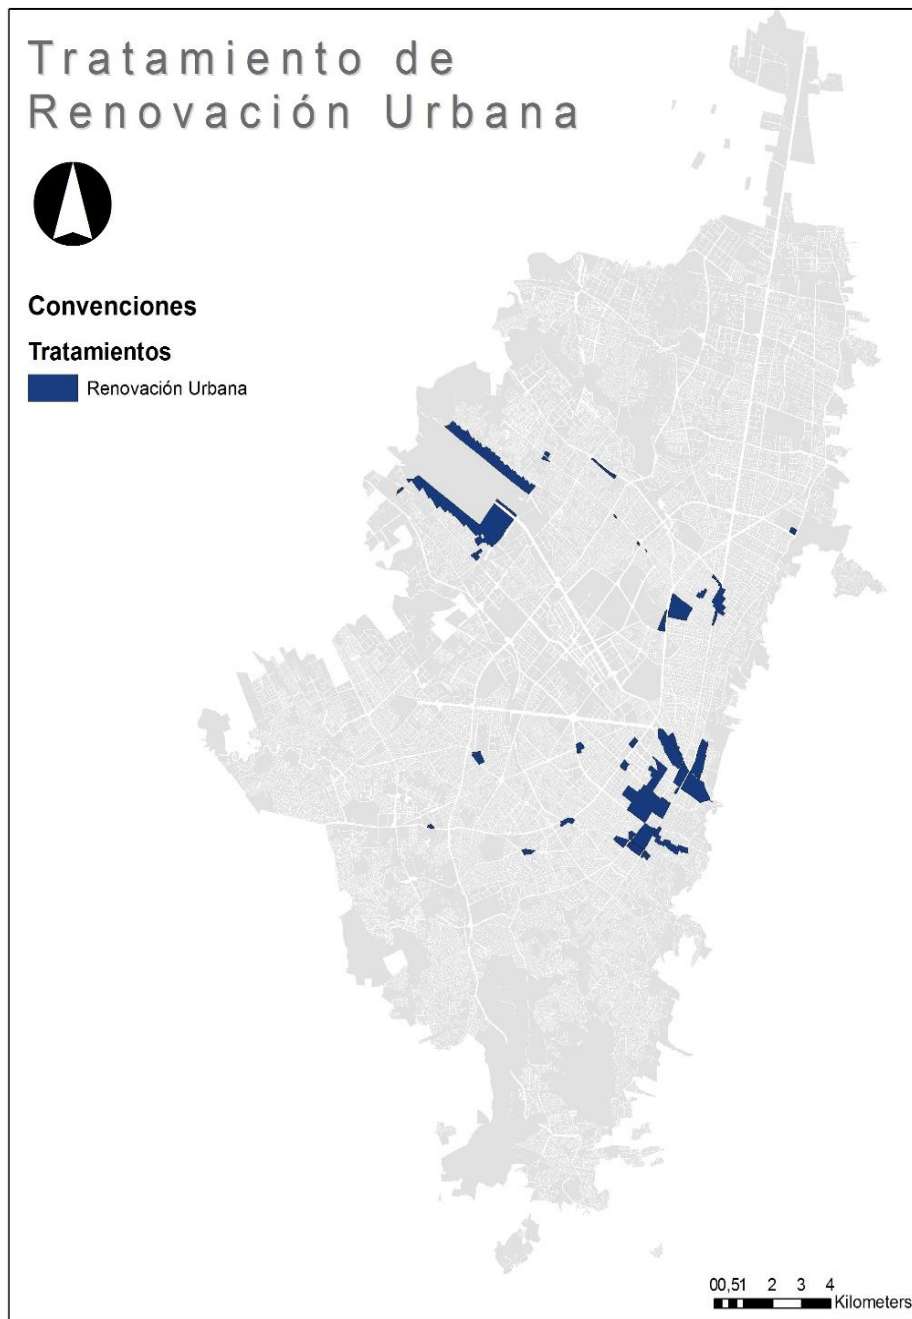 Tratamiento de
Renovación Urbana
Convenciones
Tratamientos
Renovación Urbana
00,51 2 3 4
Kilometers